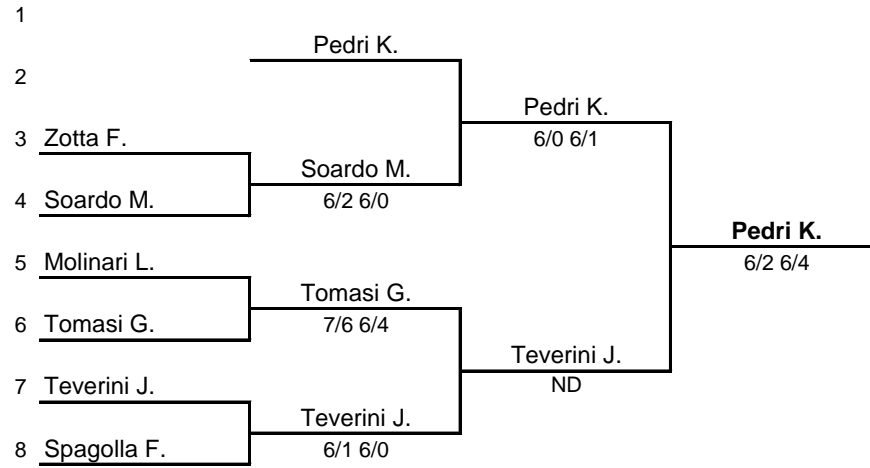 1
Pedri K.
2
Pedri K.
3 Zotta F.
6/0 6/1
Soardo M.
4 Soardo M.
6/2 6/0
Pedri K.
5 Molinari L.
6/2 6/4
Tomasi G.
6 Tomasi G.
7/6 6/4
Teverini J.
7 Teverini J.
ND
Teverini J.
8 Spagolla F.
6/1 6/0